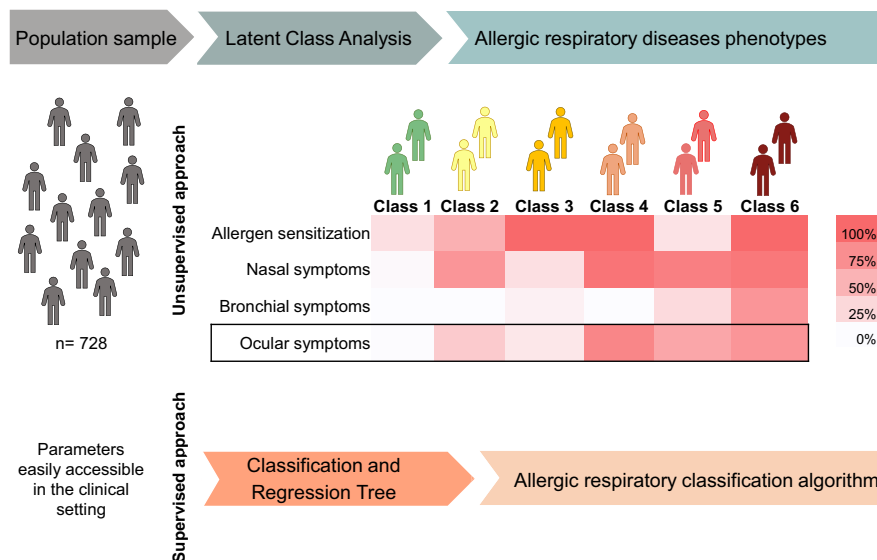 Population sample
Latent Class Analysis
Allergic respiratory diseases phenotypes
Unsupervised approach
Class 1 Class 2 Class 3 Class 4 Class 5 Class 6
Allergen sensitization
Nasal symptoms
Bronchial symptoms
Ocular symptoms
100%
75%
50%
25%
0%
n= 728
Parameters
easily accessible
in the clinical
setting
Supervised approach
Classification and
Regression Tree
Allergic respiratory classification algorithm